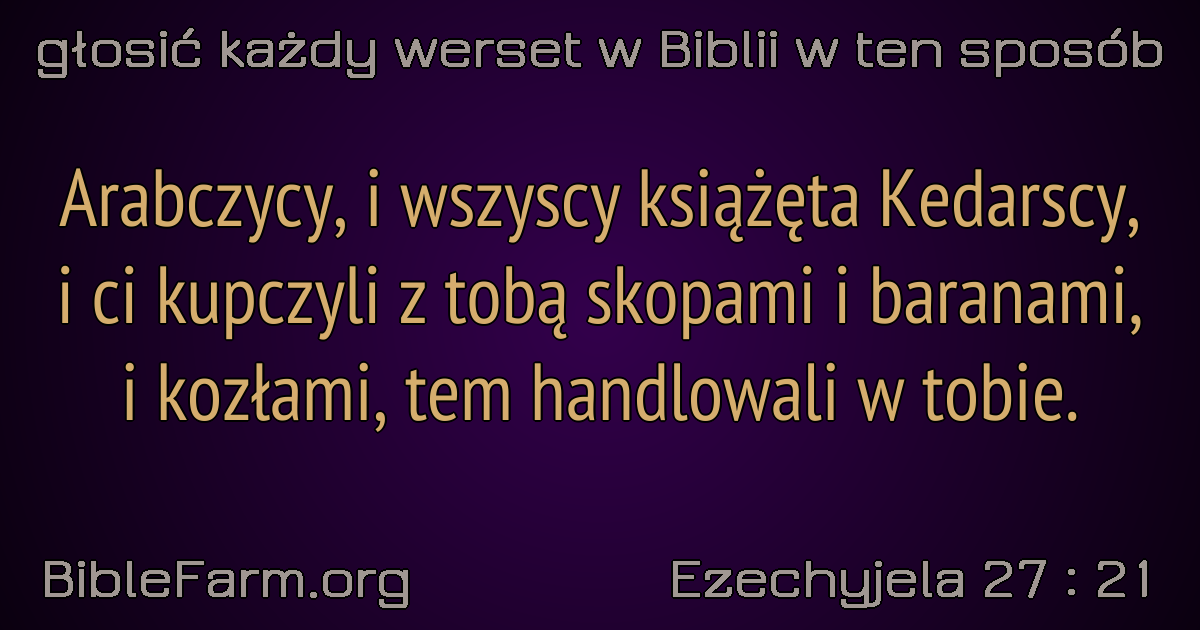 głosić każdy werset w Biblii w ten sposób
Arabczycy, i wszyscy książęta Kedarscy,
i ci kupczyli z tobą skopami i baranami,
i kozłami, tem handlowali w tobie.
BibleFarm.org
Ezechyjela 27 : 21